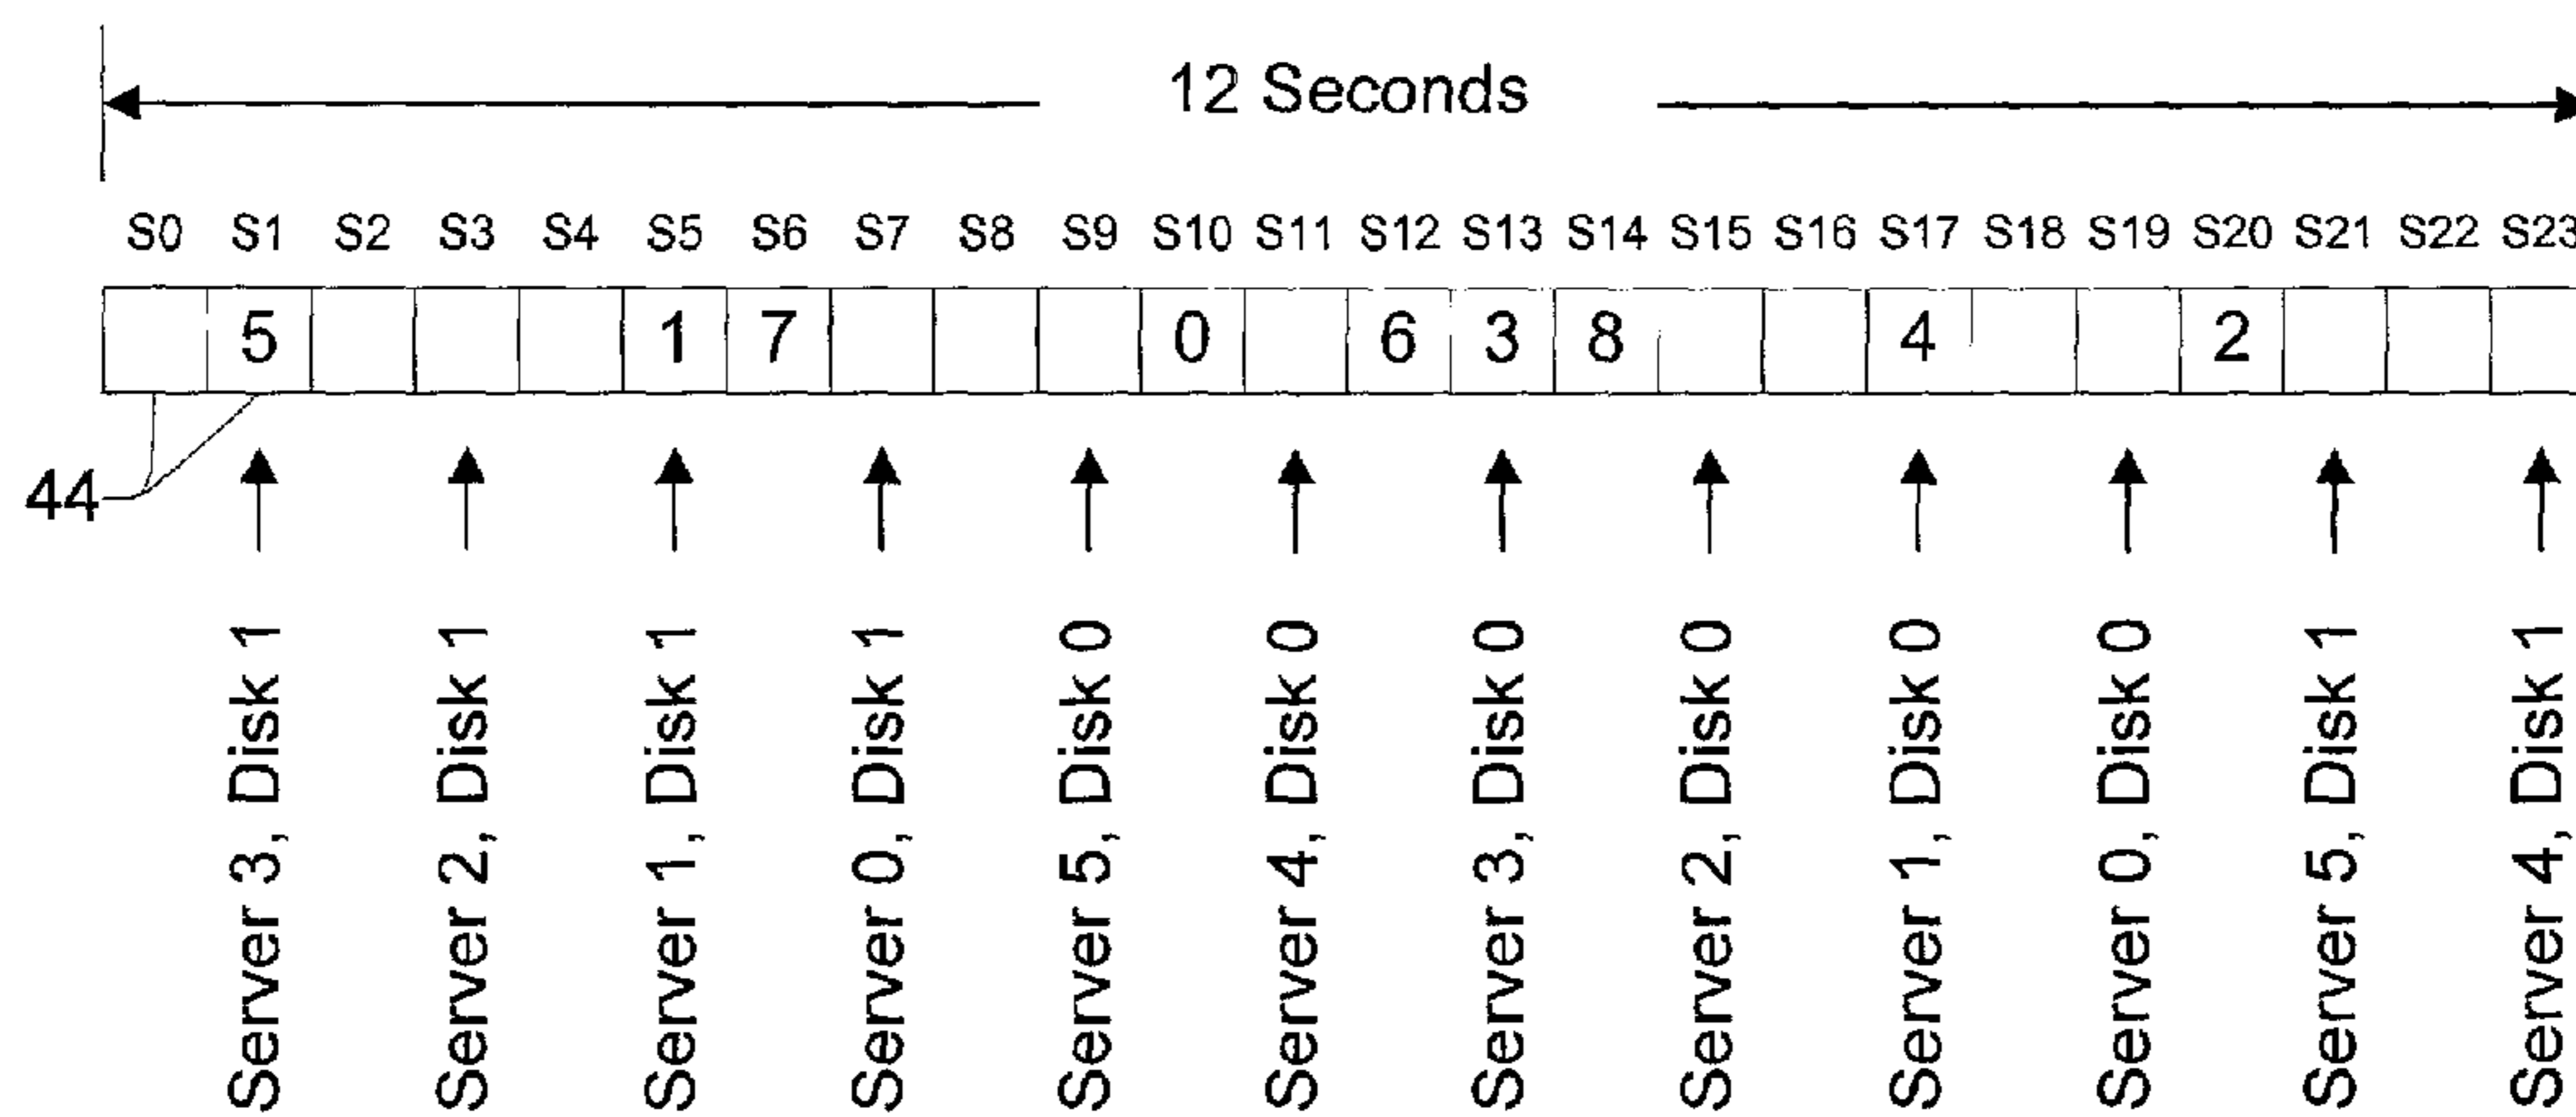 12 Seconds
S0 S1 S2 S3 S4 S5 S6 S7 S8 S9 S10 S11 S12 S13 S14 S15 S16 S17 S18 S19 S20 S21 S22 S23
5 1 7 0 6 3 8 4 2
44
Server 3, Disk 1
Server 2, Disk 1
Server 1, Disk 1
Server 0, Disk 1
Server 5, Disk 0
Server 4, Disk 0
Server 3, Disk 0
Server 2, Disk 0
Server 1, Disk 0
Server 0, Disk 0
Server 5, Disk 1
Server 4, Disk 1